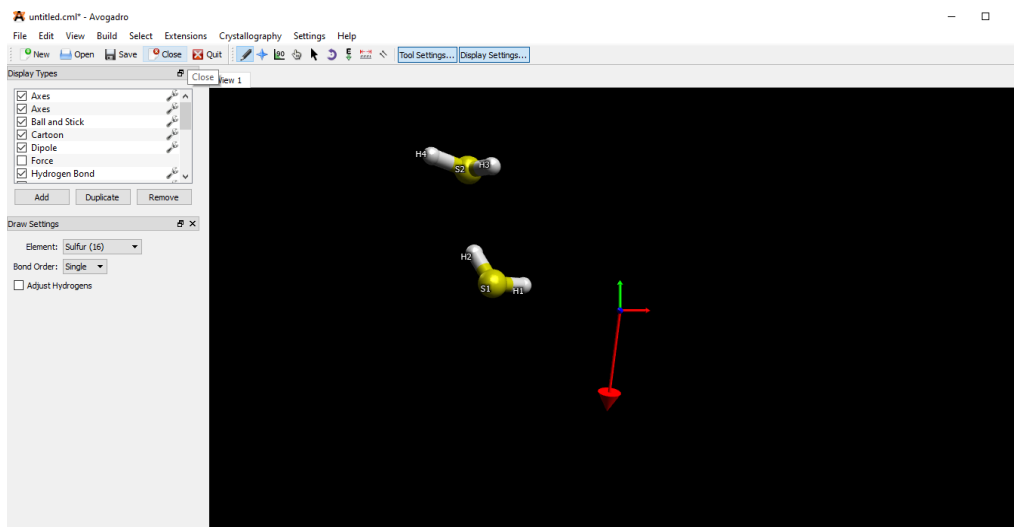 untitled.cml* - Avogadro
File Edit View Build Select Extensions Crystallography Settings Help
New Open Save Close Quit Tool Settings... Display Settings...
Display Types
Close
View 1
Axes
Axes
Ball and Stick
Cartoon
Dipole
Force
Hydrogen Bond
Add Duplicate Remove
Draw Settings
Element: Sulfur (16)
Bond Order: Single
Adjust Hydrogens
H4
S2
H3
H2
S1
H1